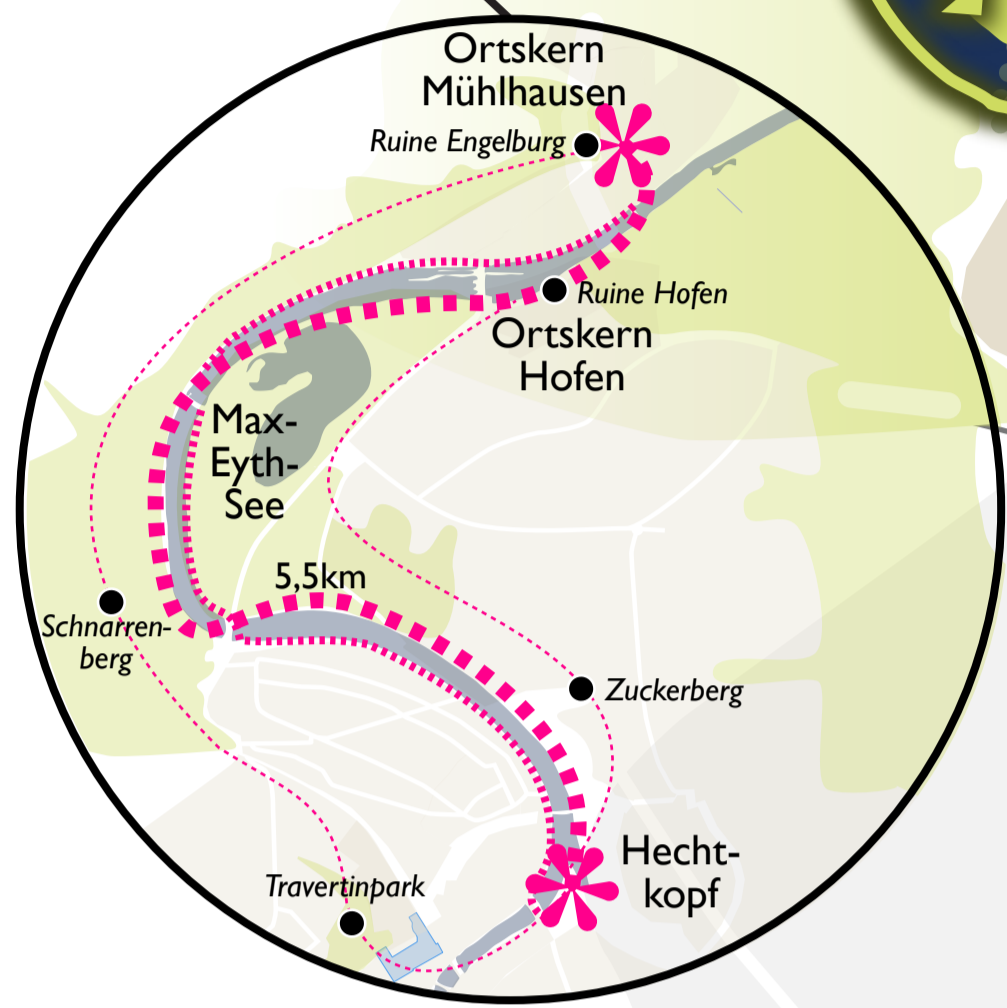 Ortskern
Mühlhausen
Ruine Engelburg
Ruine Hofen
Ortskern
Hofen
Max-
Eyth-
See
5,5km
Schnarren-
berg
Zuckerberg
Hecht-
kopf
Travertinpark